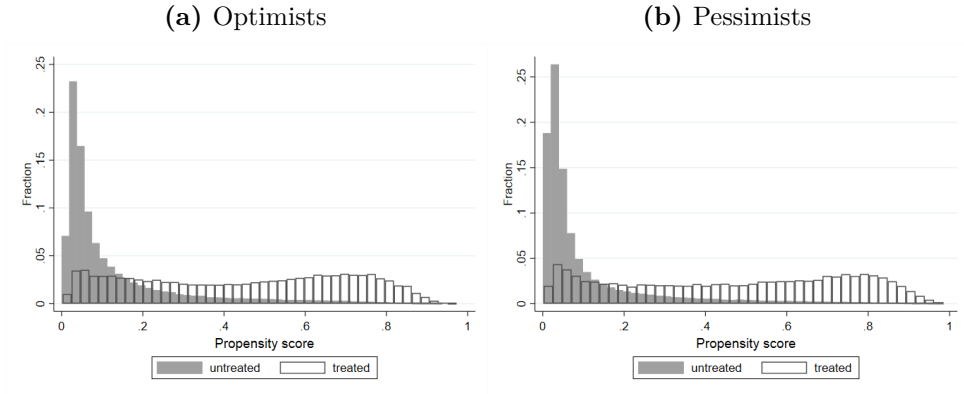 (a) Optimists
(b) Pessimists
Fraction
.25
.2
.15
.1
.05
0
0 .2 .4 .6 .8 1
Propensity score
untreated treated
Fraction
.25
.2
.15
.1
.05
0
0 .2 .4 .6 .8 1
Propensity score
untreated treated